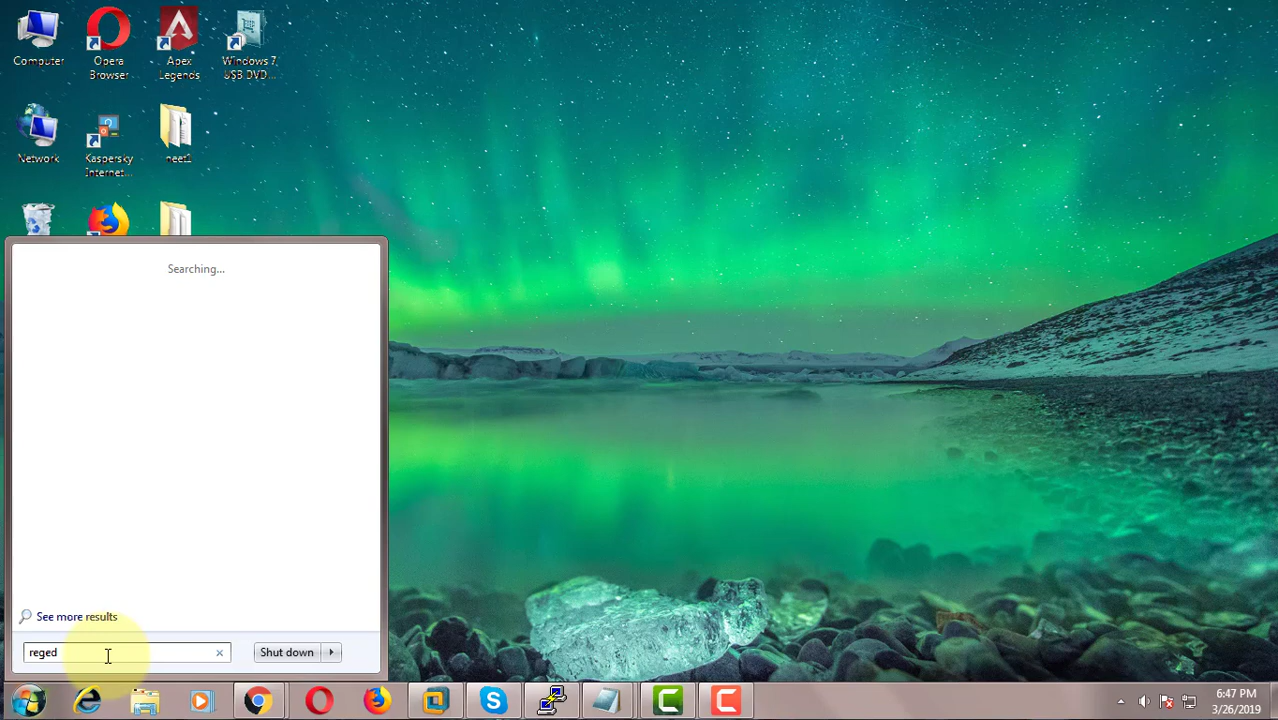 Computer
Opera
Browser
Apex
Legends
Windows 7
USB DVD...
Network
Kaspersky
Internet...
neet1
Searching...
See more results
reged
Shut down
6:47 PM
3/26/2019